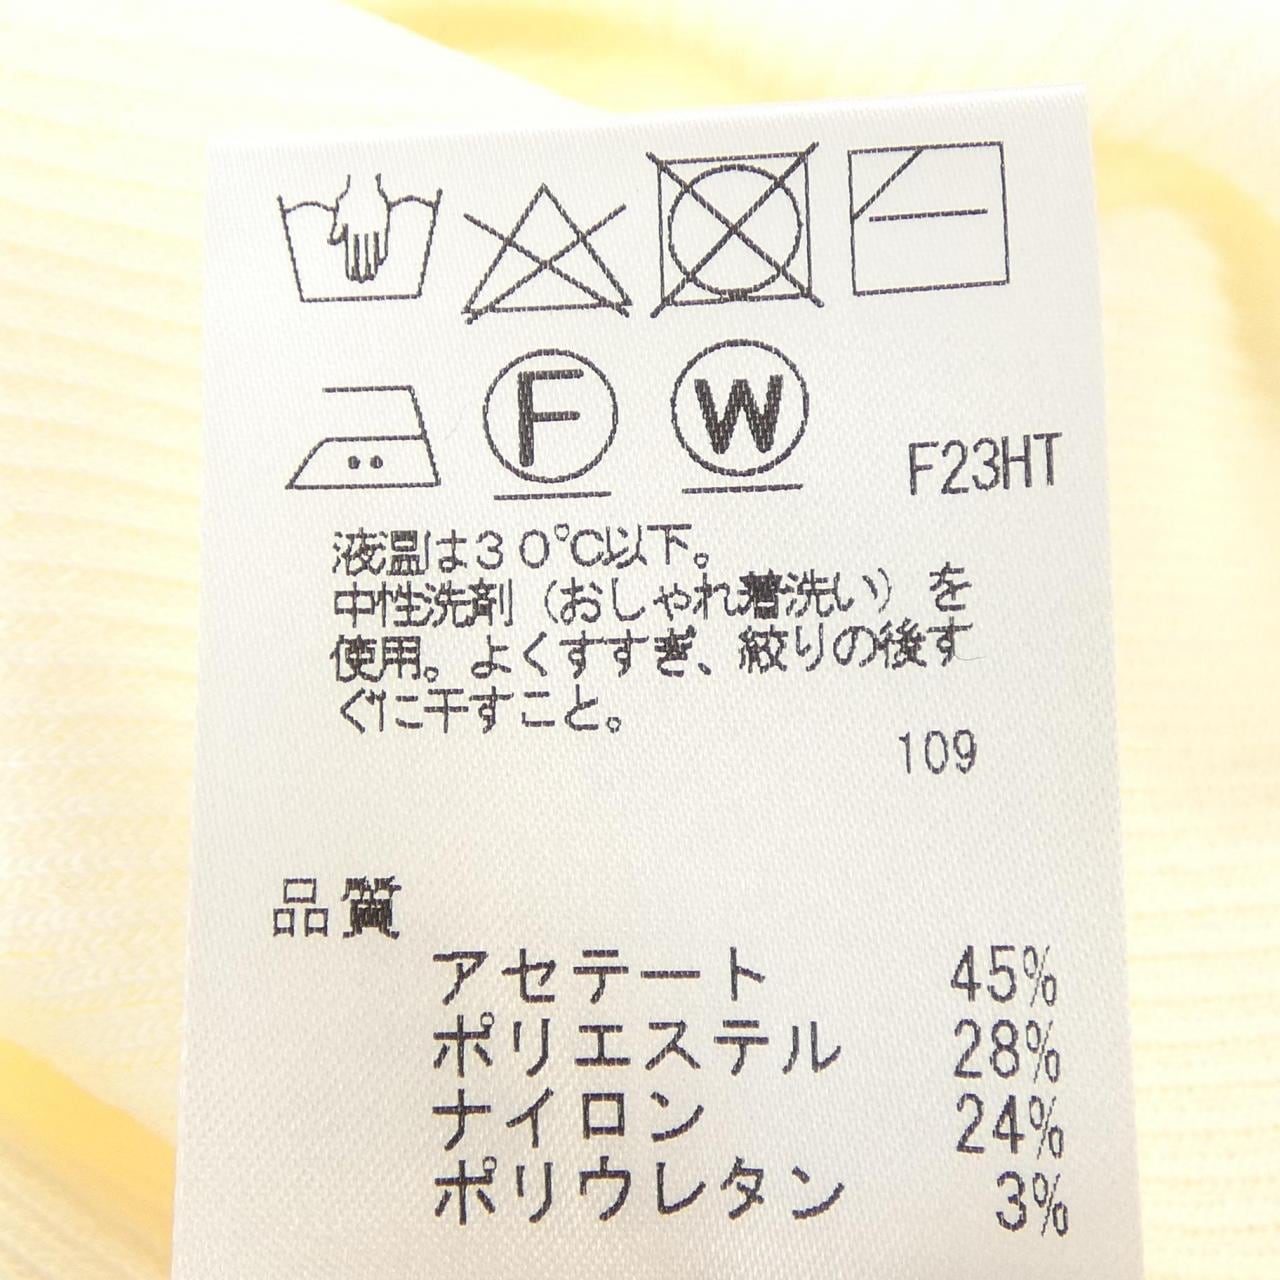 F W F23HT
液温は30℃以下。
中性洗剤（おしゃれ着洗い）を
使用。よくすすぎ、絞りの後す
ぐに干すこと。
109
品質
アセテート 45%
ポリエステル 28%
ナイロン 24%
ポリウレタン 3%